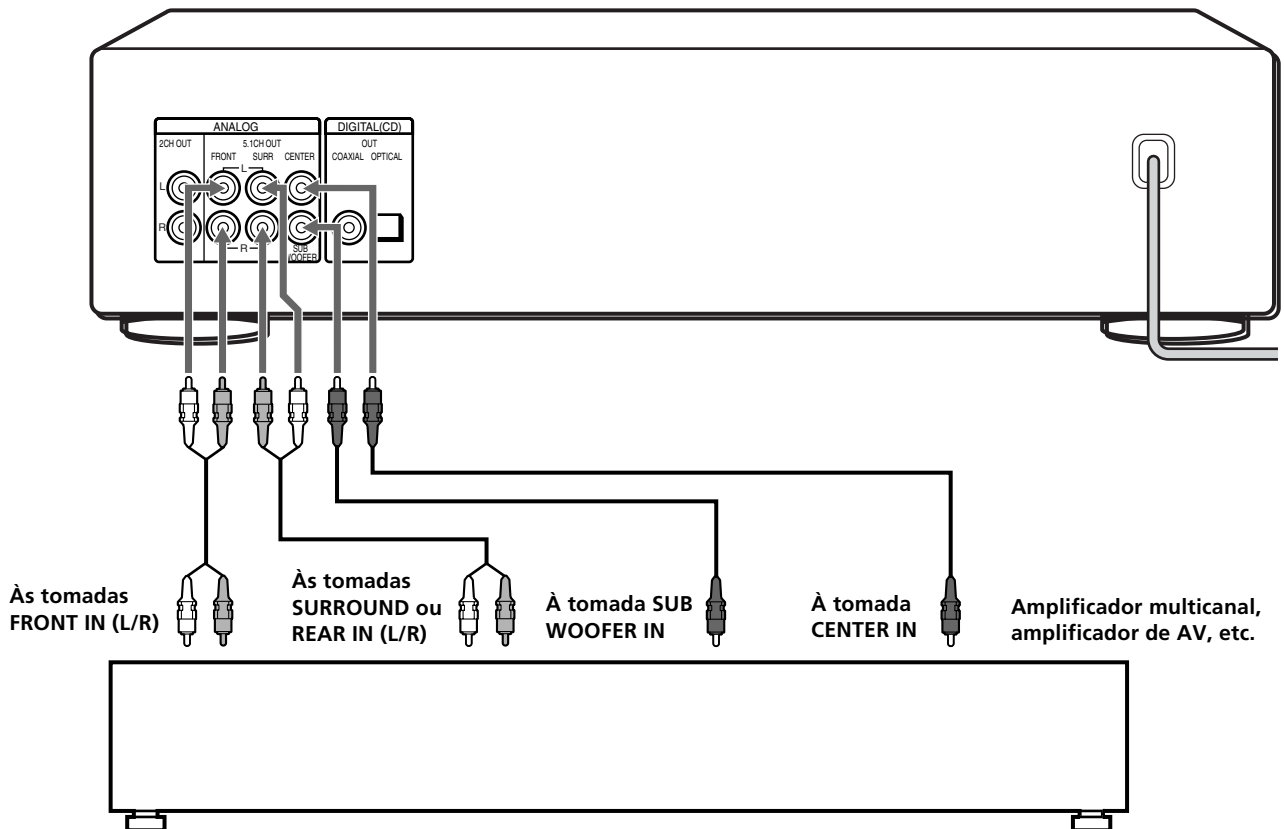 ANALOG
DIGITAL(CD)
2CH OUT
5.1CH OUT
OUT
FRONT
SURR
CENTER
COAXIAL
OPTICAL
L
L
R
R
SUB
WOOFER
Às tomadas
FRONT IN (L/R)
Às tomadas
SURROUND ou
REAR IN (L/R)
À tomada SUB
WOOFER IN
À tomada
CENTER IN
Amplificador multicanal,
amplificador de AV, etc.